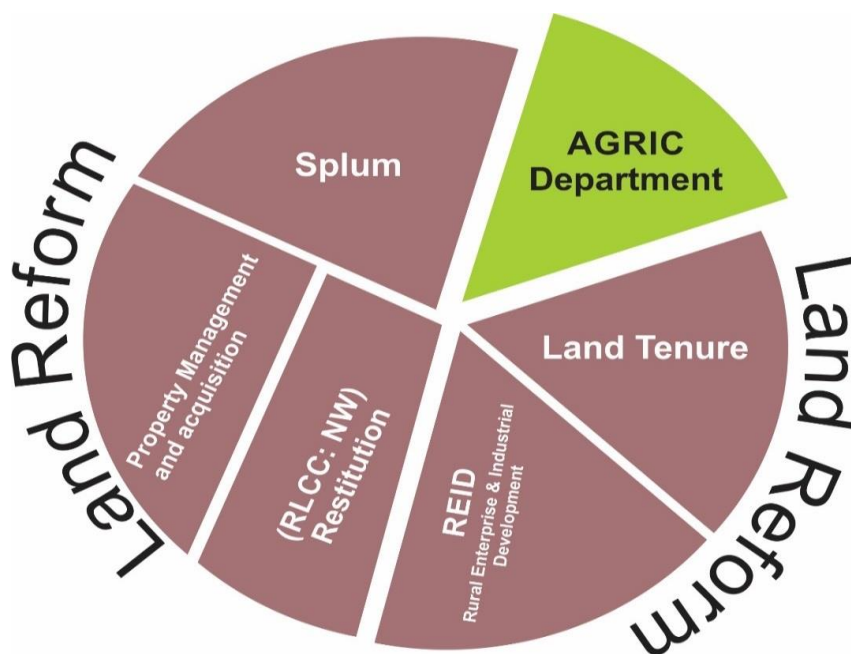 Land Reform
Splum
AGRIC
Department
Property Management
and acquisition
(RLCC: NW)
Restitution
REID
Rural Enterprise & Industrial
Development
Land Tenure
Land Reform